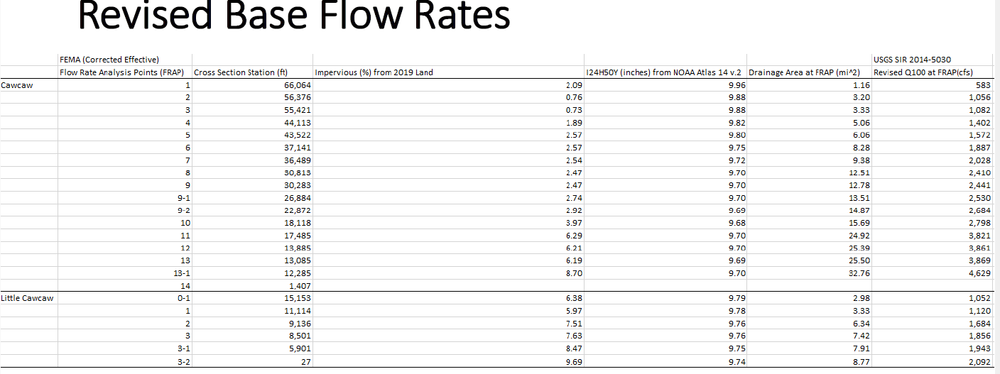 Revised Base Flow Rates
FEMA (Corrected Effective) USGS SIR 2014-5030
Flow Rate Analysis Points (FRAP) Cross Section Station (ft) Impervious (%) from 2019 Land I24H50Y (inches) from NOAA Atlas 14 v.2 Drainage Area at FRAP (mi^2) Revised Q100 at FRAP(cfs)
Cawcaw 1 66,064 2.09 9.96 1.16 583
2 56,376 0.76 9.88 3.20 1,056
3 55,421 0.73 9.88 3.33 1,082
4 44,113 1.89 9.82 5.06 1,402
5 43,522 2.57 9.80 6.06 1,572
6 37,141 2.57 9.75 8.28 1,887
7 36,489 2.54 9.72 9.38 2,028
8 30,813 2.47 9.70 12.51 2,410
9 30,283 2.47 9.70 12.78 2,441
9-1 26,884 2.74 9.70 13.51 2,530
9-2 22,872 2.92 9.69 14.87 2,684
10 18,118 3.97 9.68 15.69 2,798
11 17,485 6.29 9.70 24.92 3,821
12 13,885 6.21 9.70 25.39 3,861
13 13,085 6.19 9.69 25.50 3,869
13-1 12,285 8.70 9.70 32.76 4,629
14 1,407
Little Cawcaw 0-1 15,153 6.38 9.79 2.98 1,052
1 11,114 5.97 9.78 3.33 1,120
2 9,136 7.51 9.76 6.34 1,684
3 8,501 7.63 9.76 7.42 1,856
3-1 5,901 8.47 9.75 7.91 1,943
3-2 27 9.69 9.74 8.77 2,092